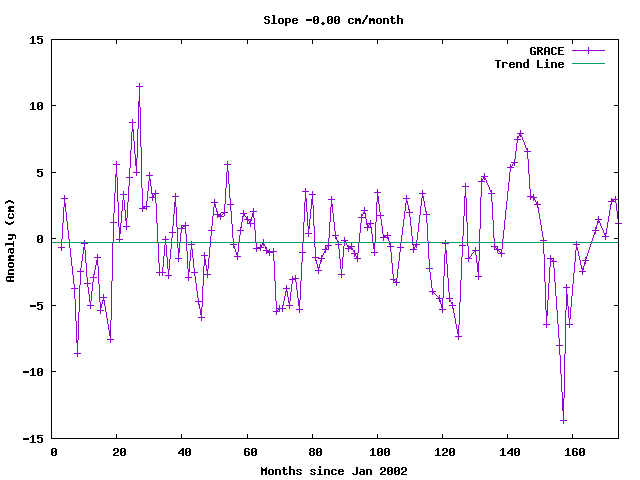 Slope -0.00 cm/month
15
GRACE
Trend Line
10
5
0
-5
-10
-15
Anomaly (cm)
0 20 40 60 80 100 120 140 160
Months since Jan 2002